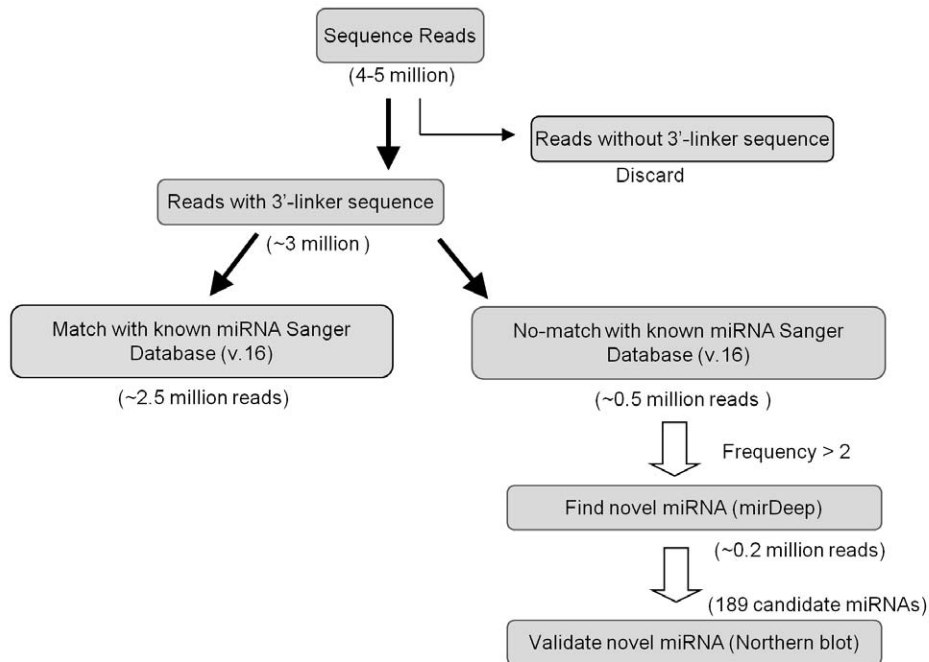 Sequence Reads
(4-5 million)
Reads without 3'-linker sequence
Discard
Reads with 3'-linker sequence
(~3 million )
Match with known miRNA Sanger
Database (v.16)
(~2.5 million reads)
No-match with known miRNA Sanger
Database (v.16)
(~0.5 million reads )
Frequency > 2
Find novel miRNA (mirDeep)
(~0.2 million reads)
(189 candidate miRNAs)
Validate novel miRNA (Northern blot)